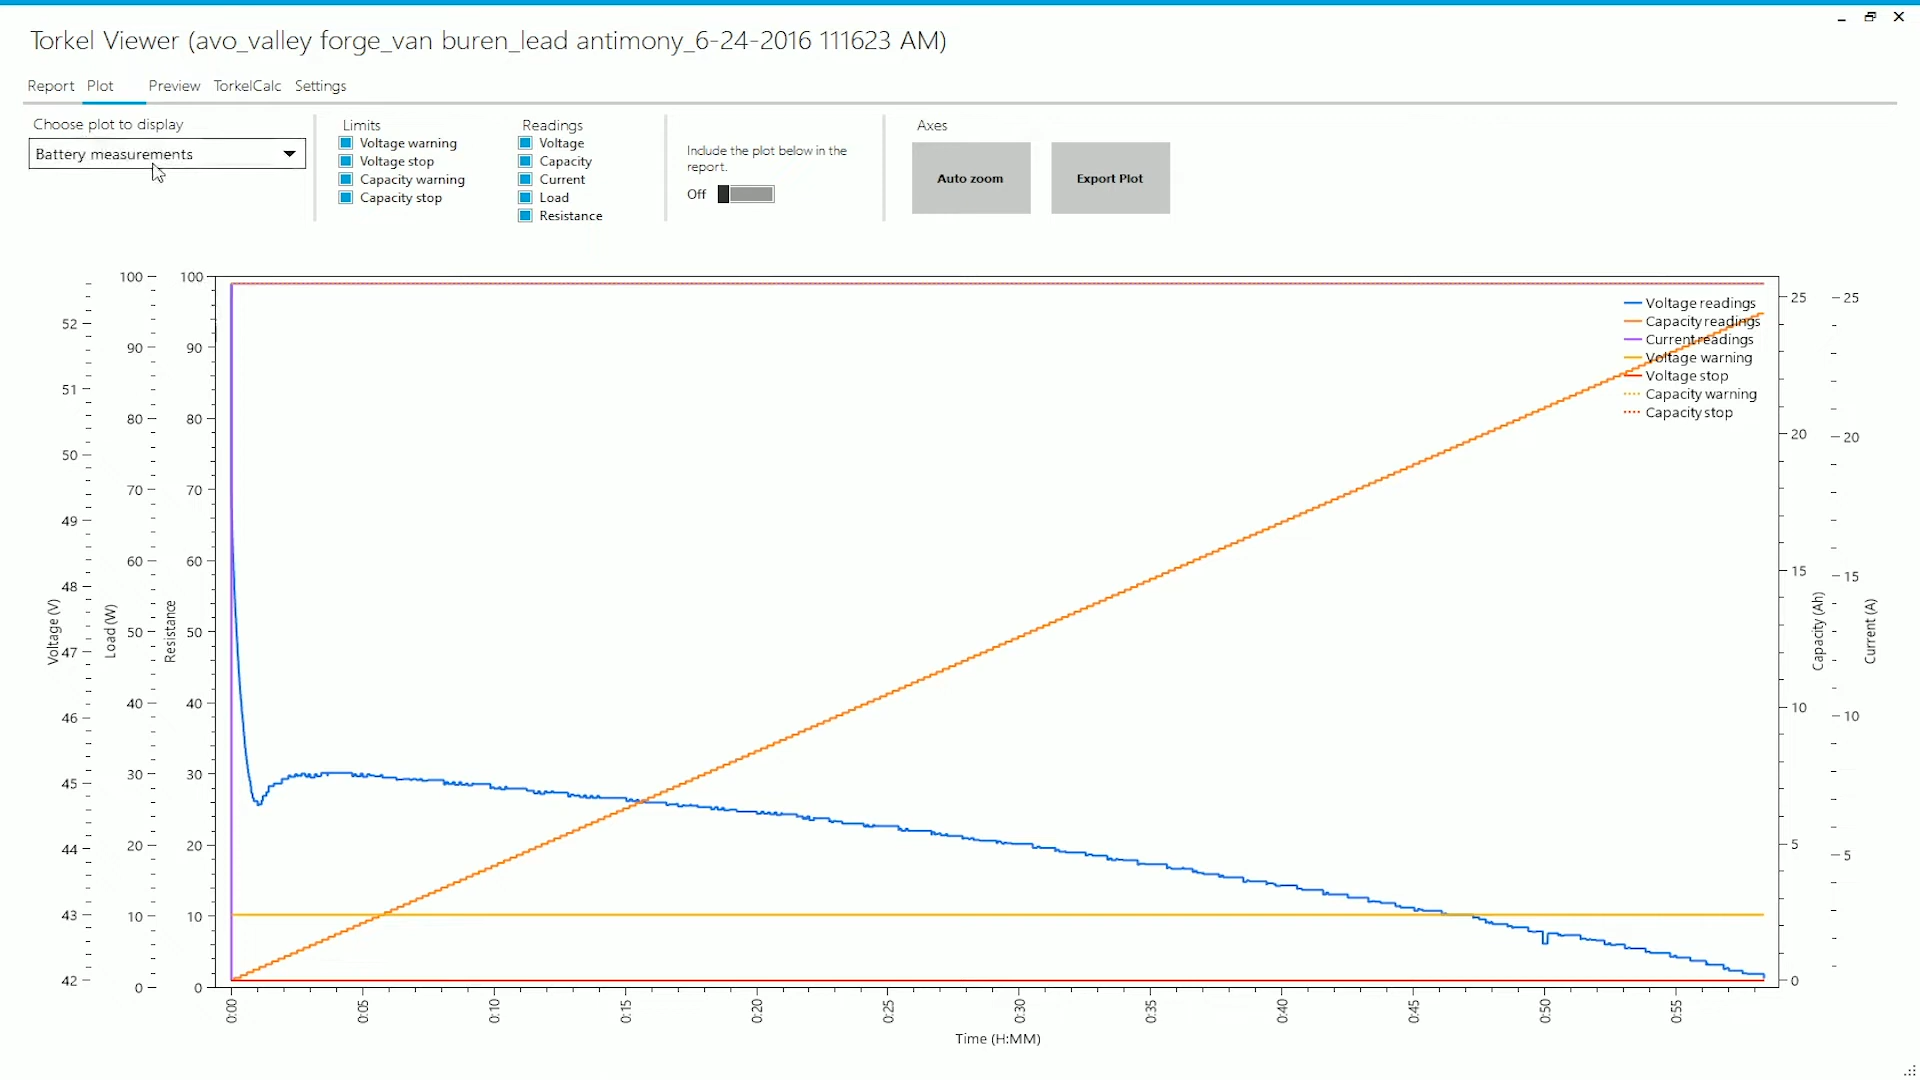 Torkel Viewer (avo_valley forge_van buren_lead antimony_6-24-2016 111623 AM)
Report Plot Preview TorkelCalc Settings
Choose plot to display
Battery measurements
Limits
Voltage warning
Voltage stop
Capacity warning
Capacity stop
Readings
Voltage
Capacity
Current
Load
Resistance
Include the plot below in the
report.
Off
Axes
Auto zoom
Export Plot
Voltage (V)
52
51
50
49
48
47
46
45
44
43
42
Load (W)
100
90
80
70
60
50
40
30
20
10
0
Resistance
100
90
80
70
60
50
40
30
20
10
0
Voltage readings
Capacity readings
Current readings
Voltage warning
Voltage stop
Capacity warning
Capacity stop
25
20
15
10
5
0
Capacity (Ah)
25
20
15
10
5
Current (A)
0:00 0:05 0:10 0:15 0:20 0:25 0:30 0:35 0:40 0:45 0:50 0:55
Time (H:MM)